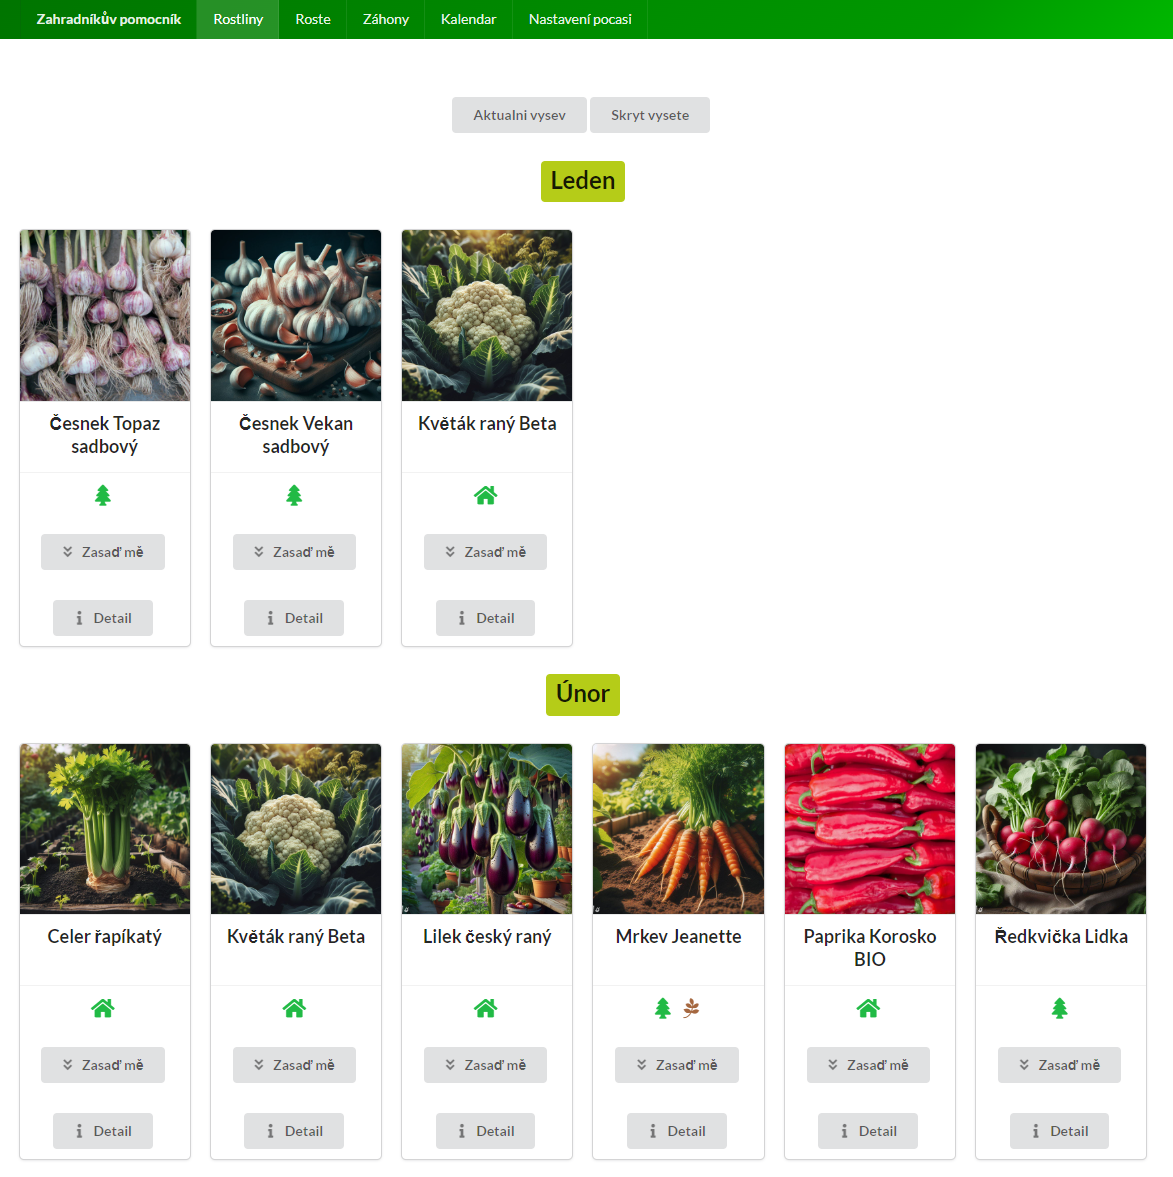 Zahradníkův pomocník Rostliny Roste Záhony Kalendar Nastavení pocasi
Aktualni vysev Skryt vysete
Leden
Česnek Topaz sadbový
Česnek Vekan sadbový
Květák raný Beta
Zasaď mě Zasaď mě Zasaď mě
Detail Detail Detail
Únor
Celer řapíkatý
Květák raný Beta
Lilek český raný
Mrkev Jeanette
Paprika Korosko BIO
Ředkvička Lidka
Zasaď mě Zasaď mě Zasaď mě Zasaď mě Zasaď mě Zasaď mě
Detail Detail Detail Detail Detail Detail